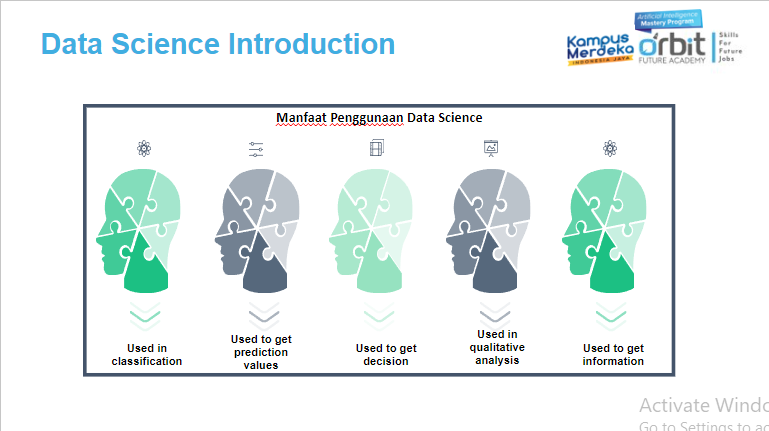 Data Science Introduction
Artificial Intelligence
Mastery Program
Kampus
Merdeka
INDONESIA JAYA
orbit
FUTURE ACADEMY
Skills
For
Future
Jobs
Manfaat Penggunaan Data Science
Used in
classification
Used to get
prediction
values
Used to get
decision
Used in
qualitative
analysis
Used to get
information
Activate Windo
Go to Settings to ac